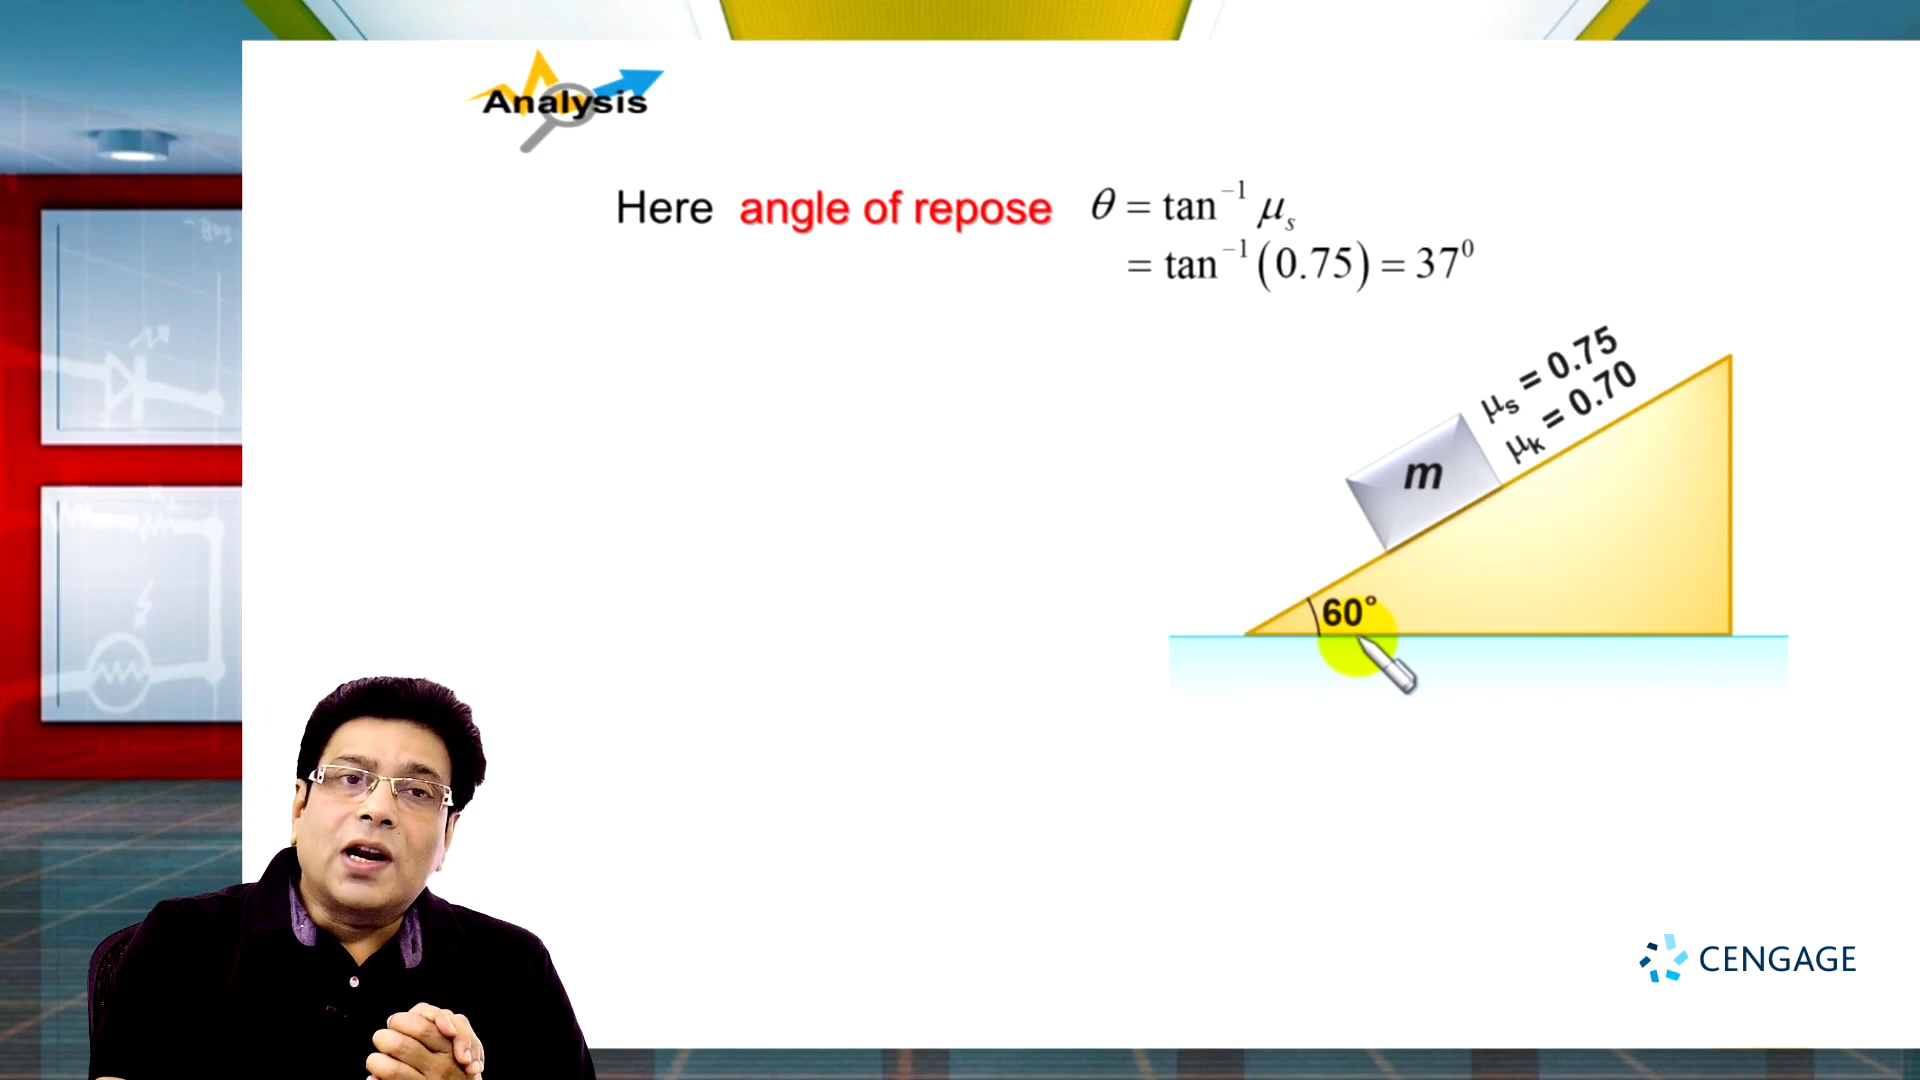 Analysis
Here angle of repose θ = tan⁻¹ μₛ
= tan⁻¹ (0.75) = 37⁰
μₛ = 0.75
μₖ = 0.70
m
60°
CENGAGE